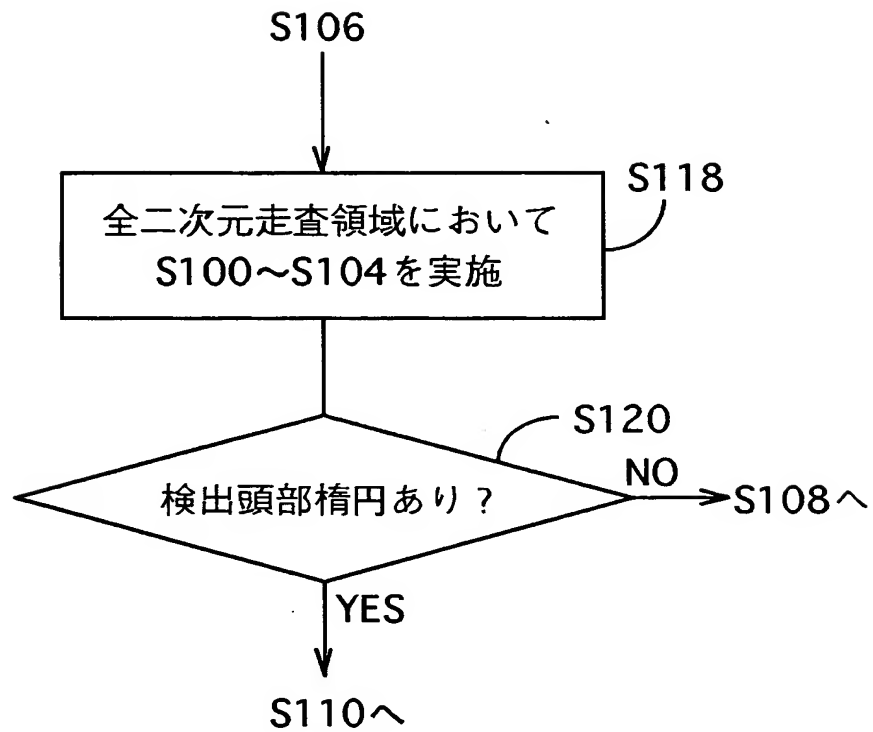 S106
S118
全二次元走査領域において
S100～S104を実施
S120
検出頭部楕円あり？
NO
S108へ
YES
S110へ